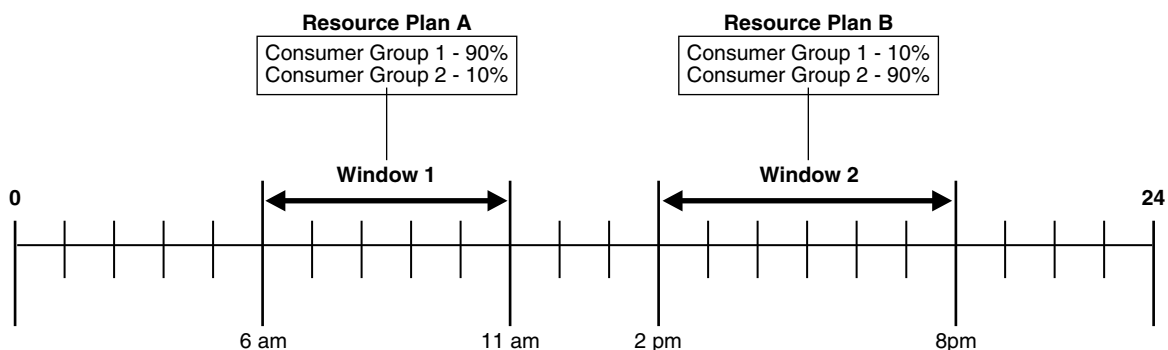 Resource Plan A
Consumer Group 1 - 90%
Consumer Group 2 - 10%
Resource Plan B
Consumer Group 1 - 10%
Consumer Group 2 - 90%
Window 1
Window 2
0
24
6 am
11 am
2 pm
8pm